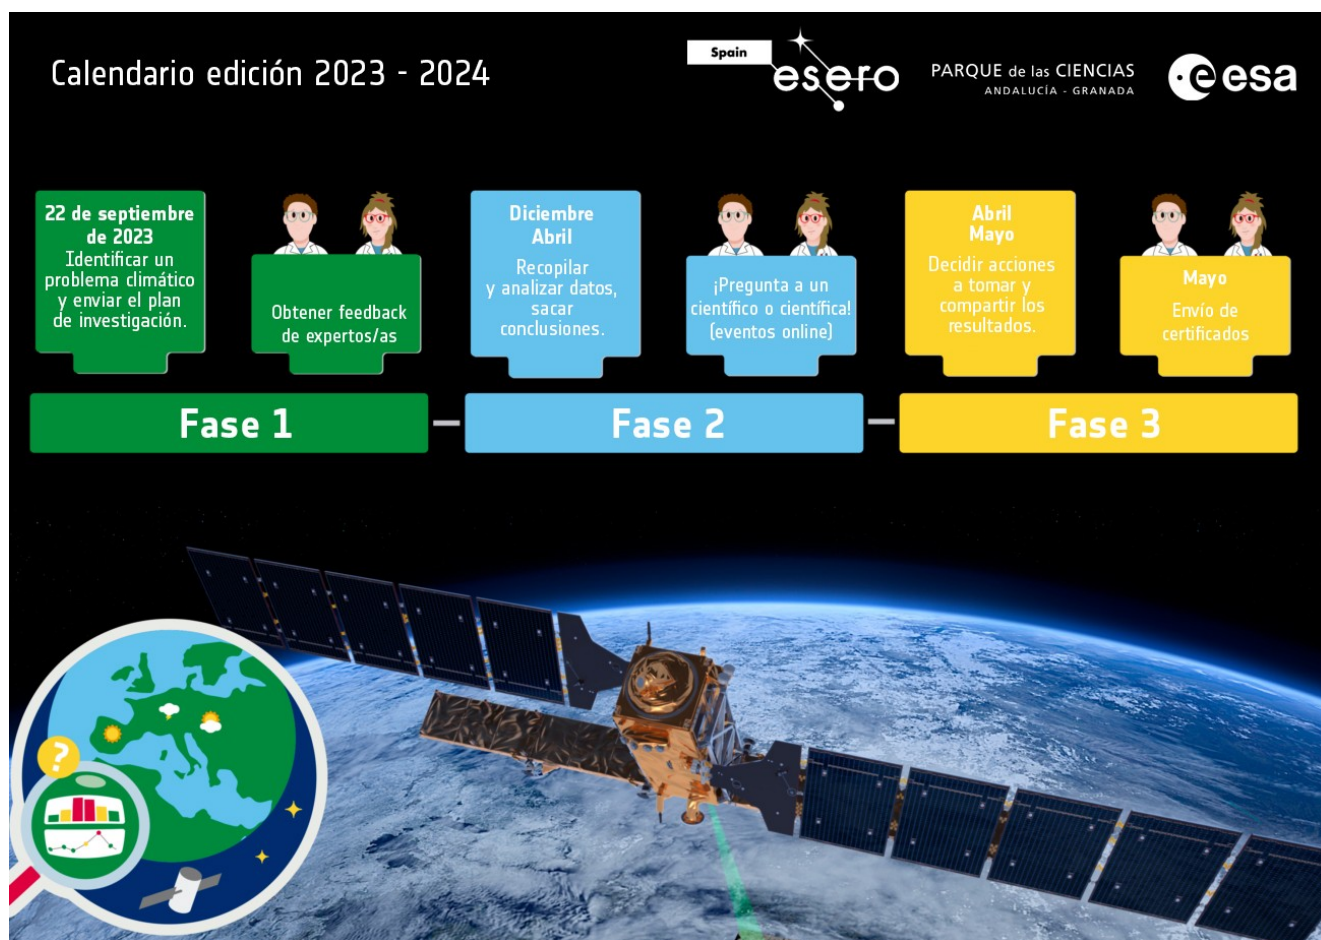 Calendario edición 2023 - 2024
Spain
esero
PARQUE de las CIENCIAS
ANDALUCÍA - GRANADA
esa
22 de septiembre
de 2023
Identificar un
problema climático
y enviar el plan
de investigación.
Obtener feedback
de expertos/as
Fase 1
Diciembre
Abril
Recopilar
y analizar datos,
sacar
conclusiones.
¡Pregunta a un
científico o científica!
(eventos online)
Fase 2
Abril
Mayo
Decidir acciones
a tomar y
compartir los
resultados.
Mayo
Envío de
certificados
Fase 3
?